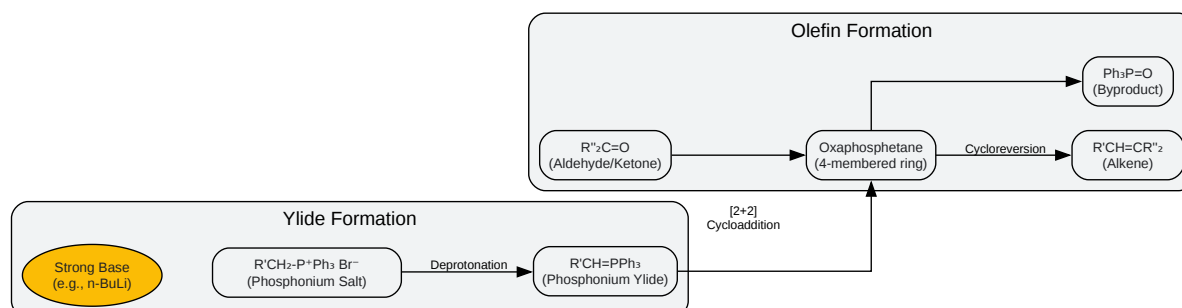 Olefin Formation
Ph₃P=O
(Byproduct)
R''₂C=O
(Aldehyde/Ketone)
Oxaphosphetane
(4-membered ring)
Cycloreversion
R'CH=CR''₂
(Alkene)
Ylide Formation
[2+2]
Cycloaddition
Strong Base
(e.g., n-BuLi)
R'CH₂-P⁺Ph₃ Br⁻
(Phosphonium Salt)
Deprotonation
R'CH=PPh₃
(Phosphonium Ylide)